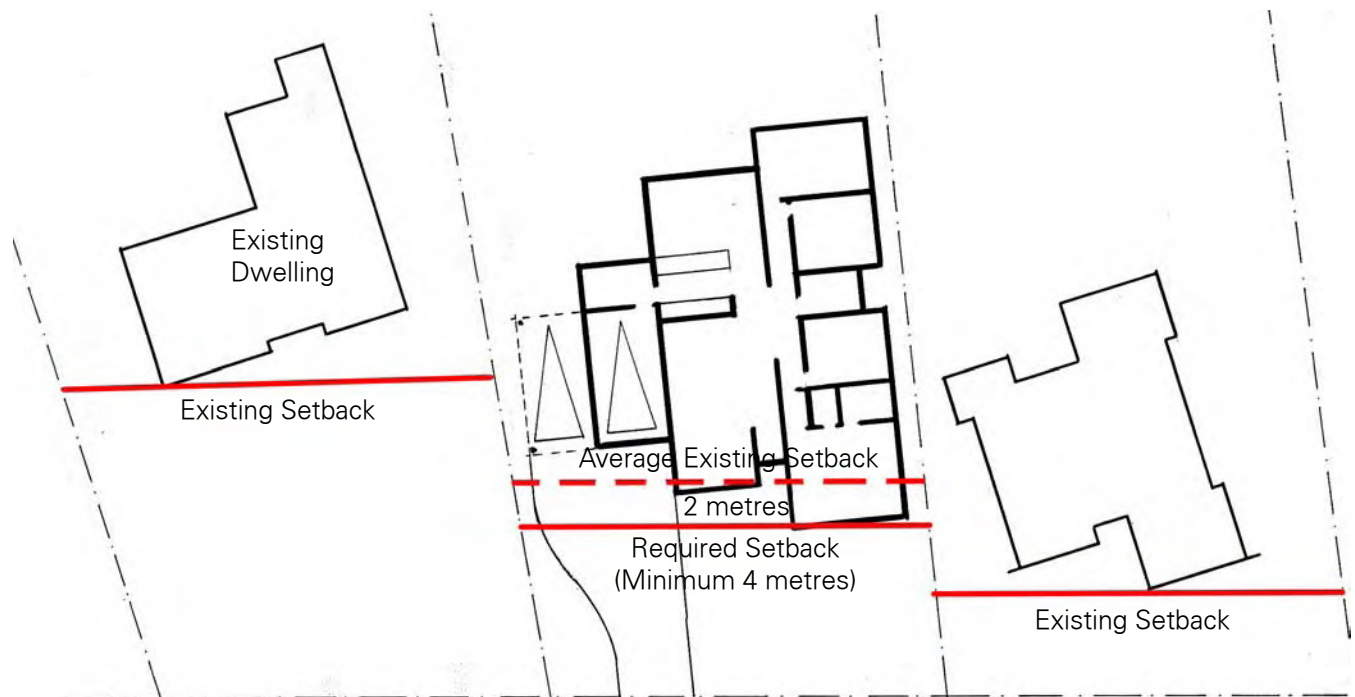 Existing
Dwelling
Existing Setback
Average Existing Setback
2 metres
Required Setback
(Minimum 4 metres)
Existing Setback